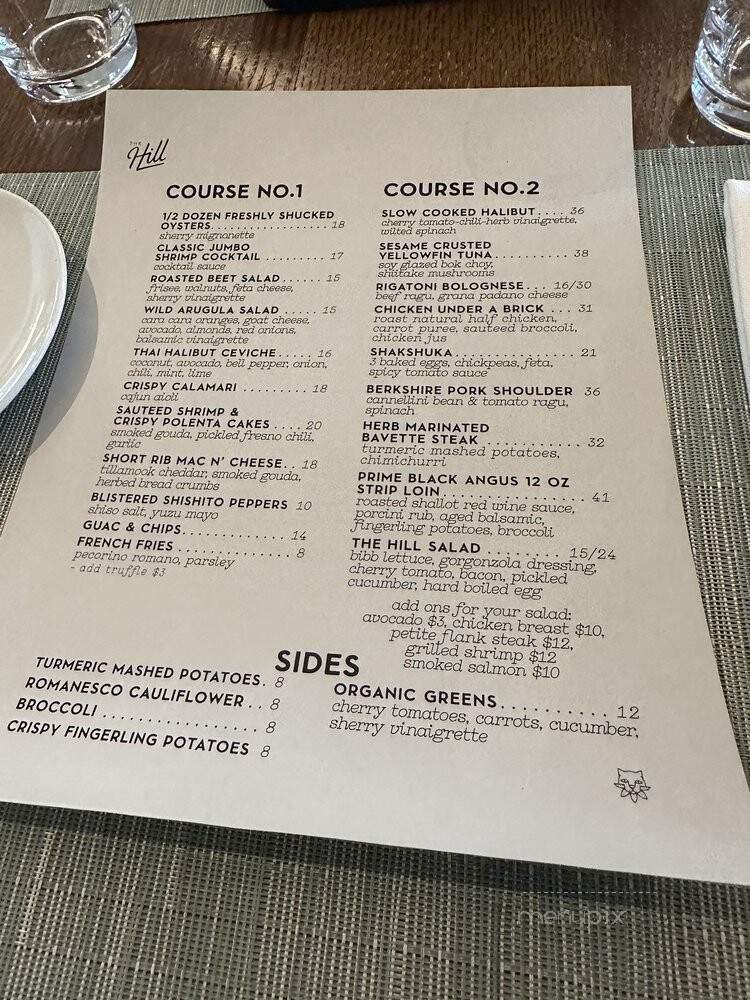 THE
Hill
COURSE NO.1
1/2 DOZEN FRESHLY SHUCKED
OYSTERS.................. 18
sherry mignonette
CLASSIC JUMBO
SHRIMP COCKTAIL .......... 17
cocktail sauce
ROASTED BEET SALAD...... 15
frisee, walnuts, feta cheese,
sherry vinaigrette
WILD ARUGULA SALAD ..... 15
cara cara oranges, goat cheese,
avocado, almonds, red onions,
balsamic vinaigrette
THAI HALIBUT CEVICHE..... 16
coconut, avocado, bell pepper, onion,
chili, mint, lime
CRISPY CALAMARI ......... 18
cajun aioli
SAUTEED SHRIMP &
CRISPY POLENTA CAKES .... 20
smoked gouda, pickled fresno chili,
garlic
SHORT RIB MAC N' CHEESE.. 18
tillamook cheddar, smoked gouda,
herbed bread crumbs
BLISTERED SHISHITO PEPPERS 10
shiso salt, yuzu mayo
GUAC & CHIPS............. 14
FRENCH FRIES ............. 8
pecorino romano, parsley
- add truffle $3
COURSE NO.2
SLOW COOKED HALIBUT.... 36
cherry tomato-chili-herb vinaigrette,
wilted spinach
SESAME CRUSTED
YELLOWFIN TUNA.......... 38
soy glazed bok choy,
shiitake mushrooms
RIGATONI BOLOGNESE... 16/30
beef ragu, grana padano cheese
CHICKEN UNDER A BRICK .... 31
roast natural half chicken,
carrot puree, sauteed broccoli,
chicken jus
SHAKSHUKA............... 21
3 baked eggs, chickpeas, feta,
spicy tomato sauce
BERKSHIRE PORK SHOULDER 36
cannellini bean & tomato ragu,
spinach
HERB MARINATED
BAVETTE STEAK ........... 32
turmeric mashed potatoes,
chimichurri
PRIME BLACK ANGUS 12 OZ
STRIP LOIN............... 41
roasted shallot red wine sauce,
porcini rub, aged balsamic,
fingerling potatoes, broccoli
THE HILL SALAD ........ 15/24
bibb lettuce, gorgonzola dressing,
cherry tomato, bacon, pickled
cucumber, hard boiled egg
add ons for your salad:
avocado $3, chicken breast $10,
petite flank steak $12,
grilled shrimp $12
smoked salmon $10
SIDES
TURMERIC MASHED POTATOES. 8
ROMANESCO CAULIFLOWER .. 8
BROCCOLI ................ 8
CRISPY FINGERLING POTATOES 8
ORGANIC GREENS.......... 12
cherry tomatoes, carrots, cucumber,
sherry vinaigrette
menupix